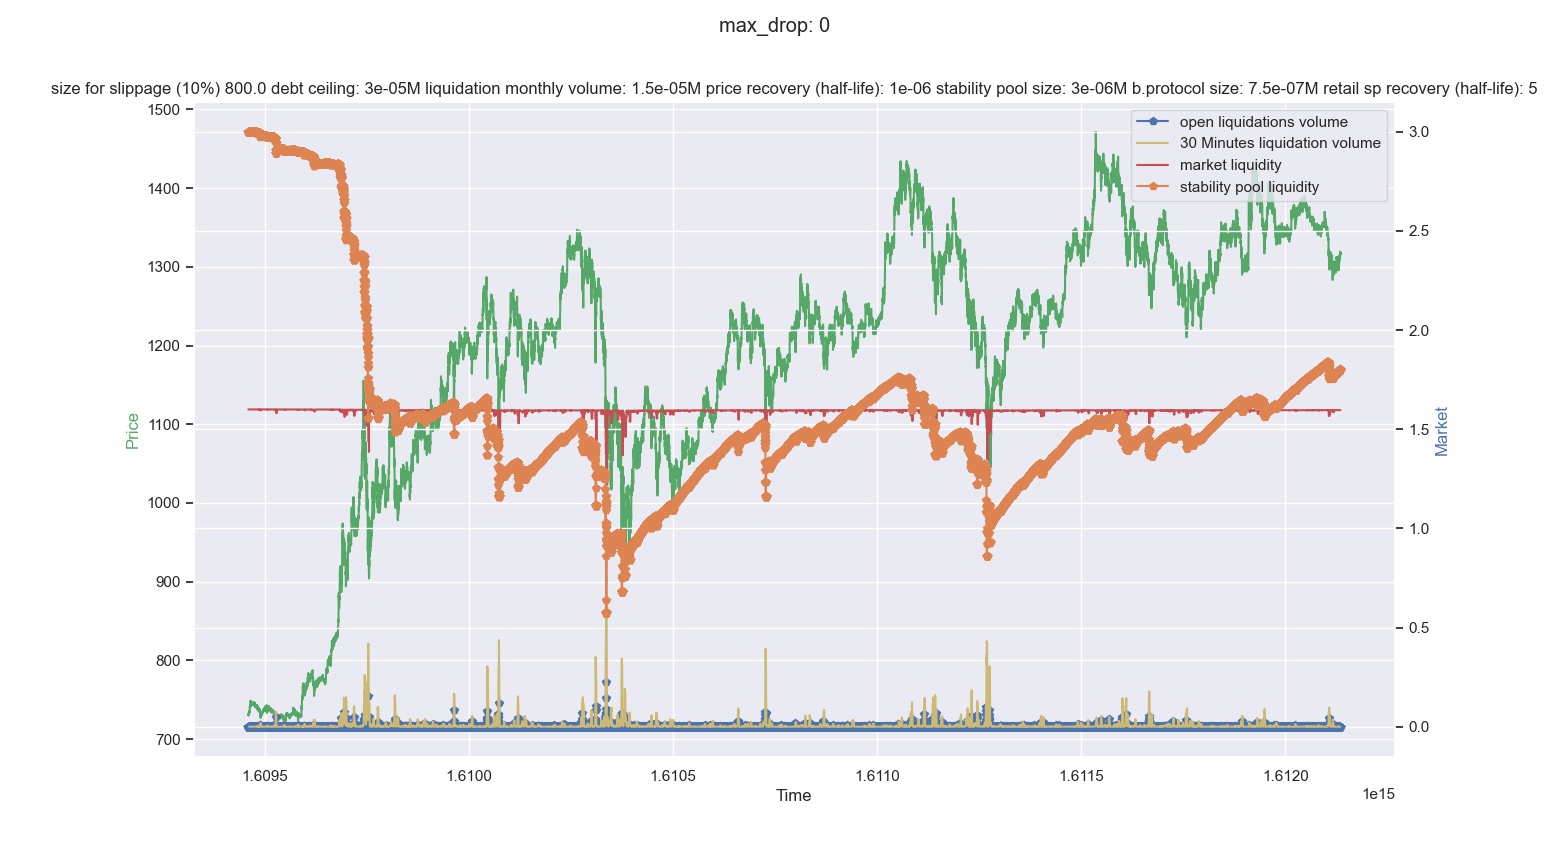 max_drop: 0
size for slippage (10%) 800.0 debt ceiling: 3e-05M liquidation monthly volume: 1.5e-05M price recovery (half-life): 1e-06 stability pool size: 3e-06M b.protocol size: 7.5e-07M retail sp recovery (half-life): 5
open liquidations volume
30 Minutes liquidation volume
market liquidity
stability pool liquidity
1500
1400
1300
1200
1100
1000
900
800
700
Price
3.0
2.5
2.0
1.5
1.0
0.5
0.0
Market
1.6095 1.6100 1.6105 1.6110 1.6115 1.6120
Time
1e15